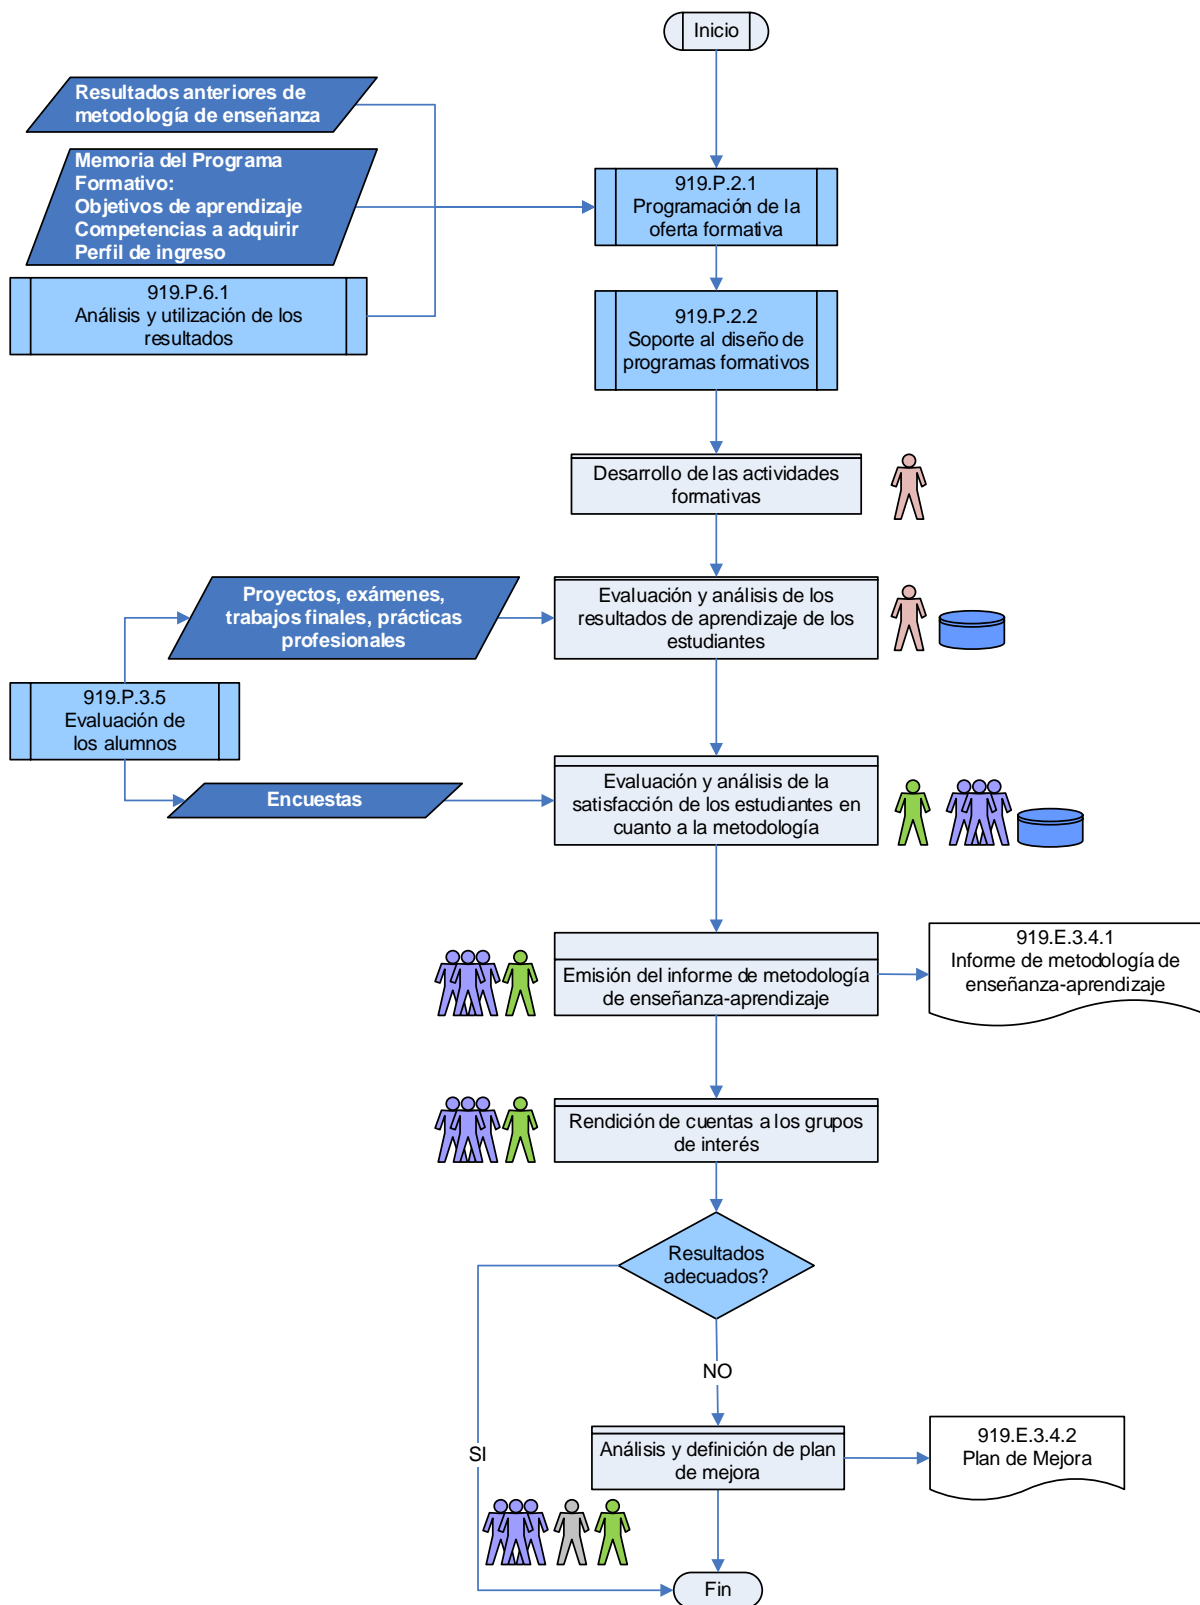 Inicio
Resultados anteriores de
metodología de enseñanza
Memoria del Programa
Formativo:
Objetivos de aprendizaje
Competencias a adquirir
Perfil de ingreso
919.P.2.1
Programación de la
oferta formativa
919.P.6.1
Análisis y utilización de los
resultados
919.P.2.2
Soporte al diseño de
programas formativos
Desarrollo de las actividades
formativas
Proyectos, exámenes,
trabajos finales, prácticas
profesionales
Evaluación y análisis de los
resultados de aprendizaje de los
estudiantes
919.P.3.5
Evaluación de
los alumnos
Encuestas
Evaluación y análisis de la
satisfacción de los estudiantes en
cuanto a la metodología
Emisión del informe de metodología
de enseñanza-aprendizaje
919.E.3.4.1
Informe de metodología de
enseñanza-aprendizaje
Rendición de cuentas a los grupos
de interés
Resultados
adecuados?
NO
SI
Análisis y definición de plan
de mejora
919.E.3.4.2
Plan de Mejora
Fin